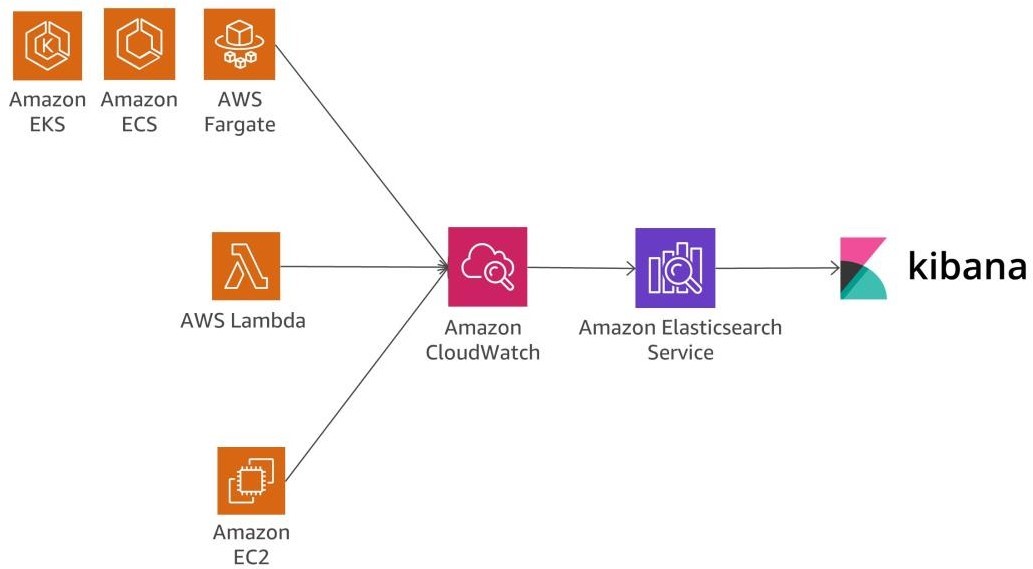 Amazon
EKS
Amazon
ECS
AWS
Fargate
AWS Lambda
Amazon
CloudWatch
Amazon Elasticsearch
Service
kibana
Amazon
EC2